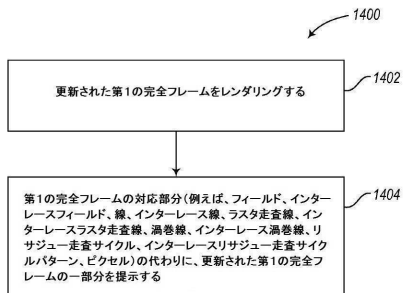 1400
更新された第1の完全フレームをレンダリングする
1402
第1の完全フレームの対応部分(例えば、フィールド、インター
レースフィールド、線、インターレース線、ラスタ走査線、イン
ターレースラスタ走査線、渦巻線、インターレース渦巻線、リ
サジュー走査サイクル、インターレースリサジュー走査サイク
ルパターン、ピクセル)の代わりに、更新された第1の完全フ
レームの一部分を提示する
1404